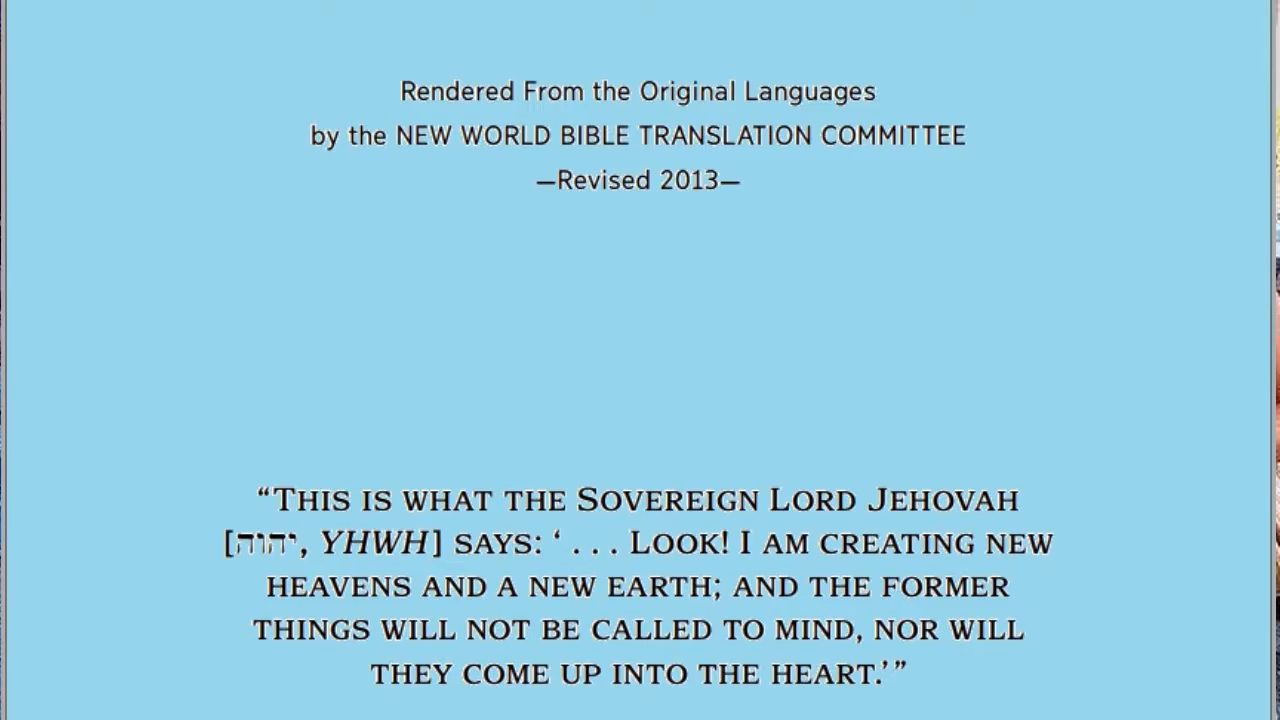 Rendered From the Original Languages
by the NEW WORLD BIBLE TRANSLATION COMMITTEE
—Revised 2013—
“THIS IS WHAT THE SOVEREIGN LORD JEHOVAH
[יהוה, YHWH] SAYS: ‘ . . . LOOK! I AM CREATING NEW
HEAVENS AND A NEW EARTH; AND THE FORMER
THINGS WILL NOT BE CALLED TO MIND, NOR WILL
THEY COME UP INTO THE HEART.’”